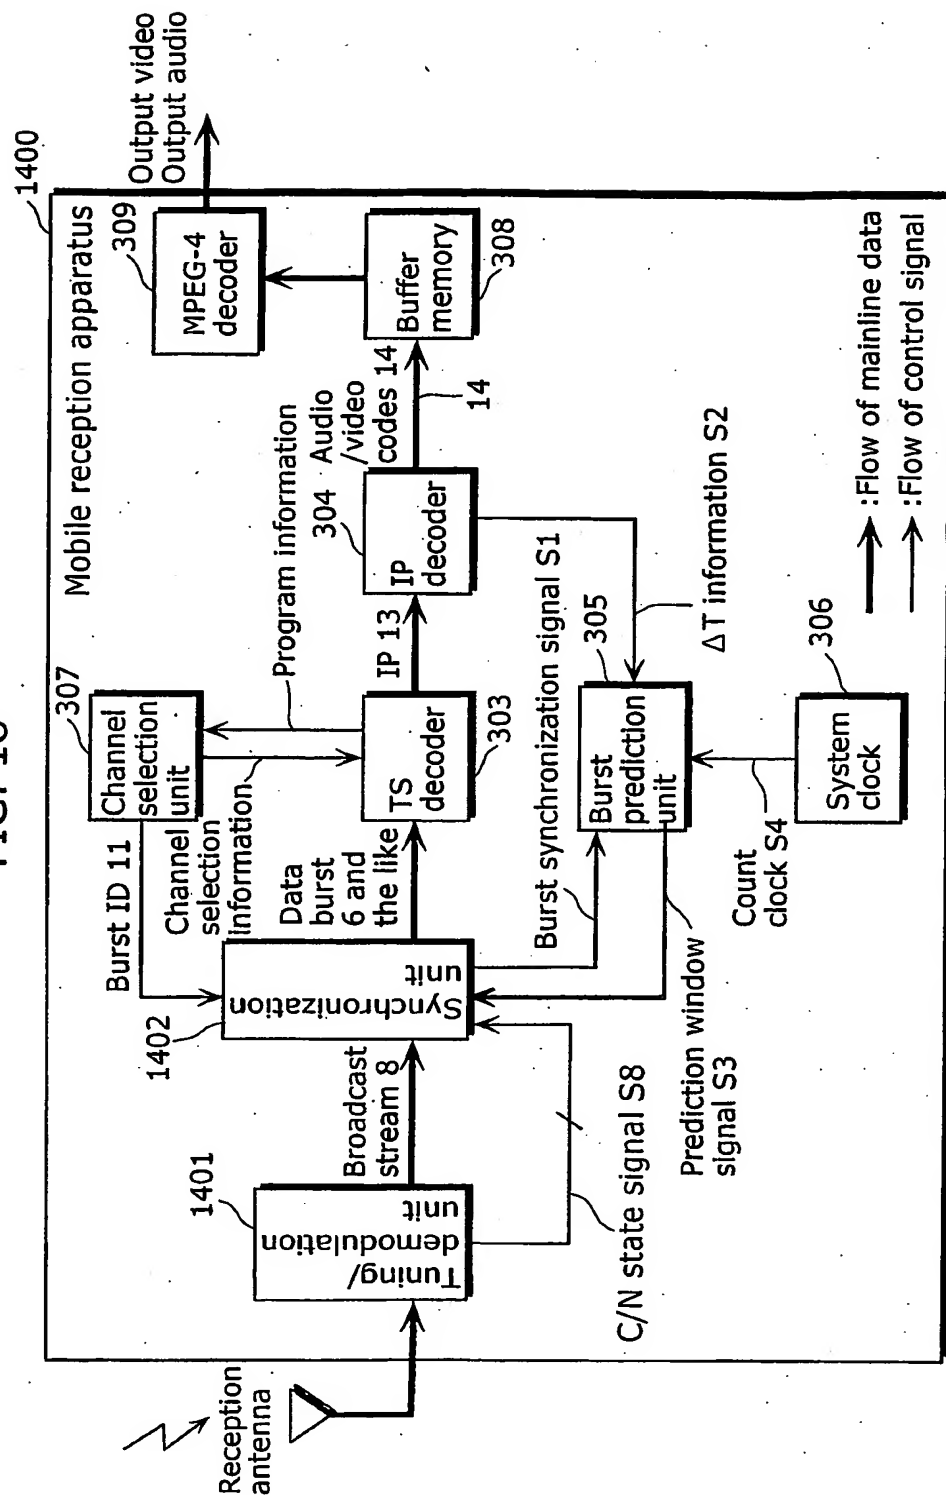 1400
Mobile reception apparatus
307
Channel
selection
unit
309
MPEG-4
decoder
Output video
Output audio
Burst ID 11
Channel
selection
information
Program information
1402
Synchronization
unit
1401
Tuning/
demodulation
unit
Reception
antenna
Broadcast
stream 8
Data
burst
6 and
the like
TS
decoder
303
IP 13
304
IP
decoder
Audio
/video
codes 14
14
Buffer
memory
308
Burst synchronization signal S1
305
Burst
prediction
unit
ΔT information S2
C/N state signal S8
Prediction window
signal S3
Count
clock S4
306
System
clock
:Flow of mainline data
:Flow of control signal